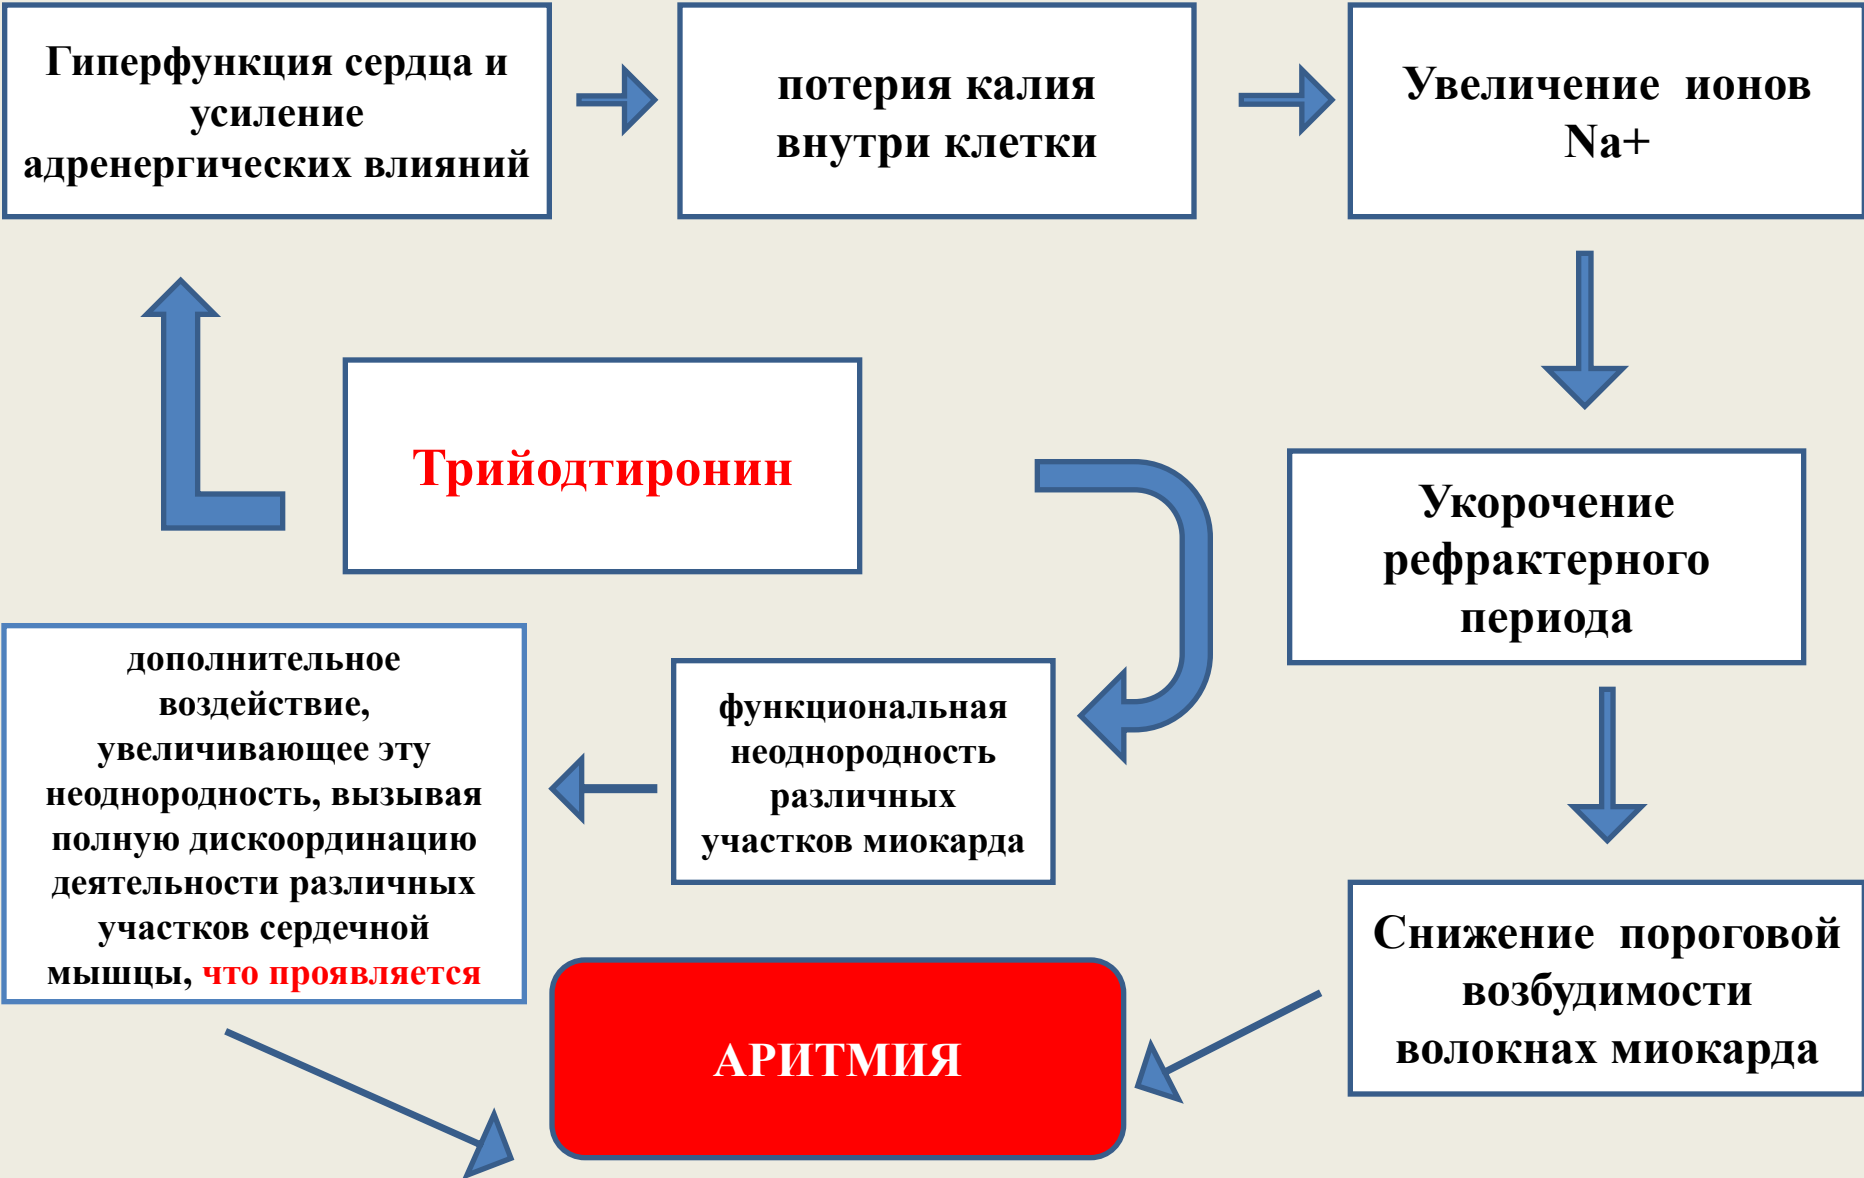 Гиперфункция сердца и
усиление
адренергических влияний
потерия калия
внутри клетки
Увеличение ионов
Na+
Трийодтиронин
Укорочение
рефрактерного
периода
дополнительное
воздействие,
увеличивающее эту
неоднородность, вызывая
полную дискоординацию
деятельности различных
участков сердечной
мышцы, что проявляется
функциональная
неоднородность
различных
участков миокарда
Снижение пороговой
возбудимости
волокнах миокарда
АРИТМИЯ